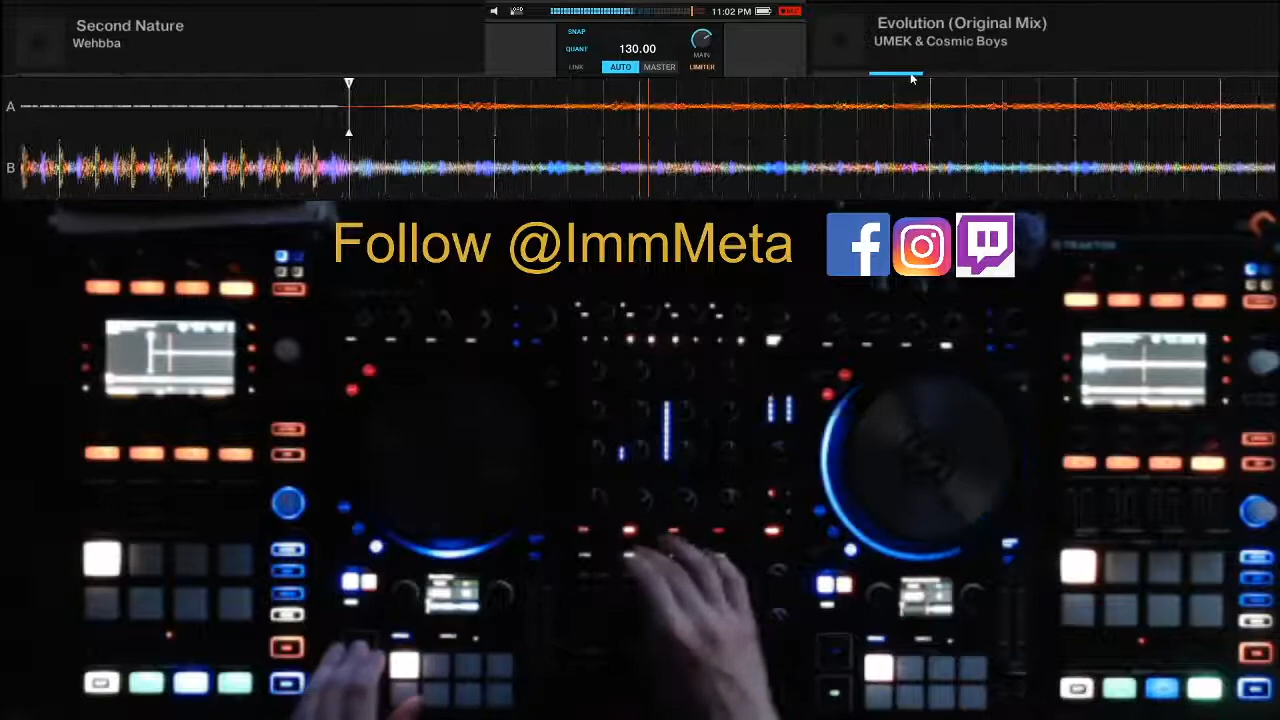 Second Nature
Wehbba
11:02 PM
SNAP
QUANT
LINK
130.00
AUTO
MASTER
MAIN
LIMITER
Evolution (Original Mix)
UMEK & Cosmic Boys
A
B
Follow @ImmMeta
TRAKTOR